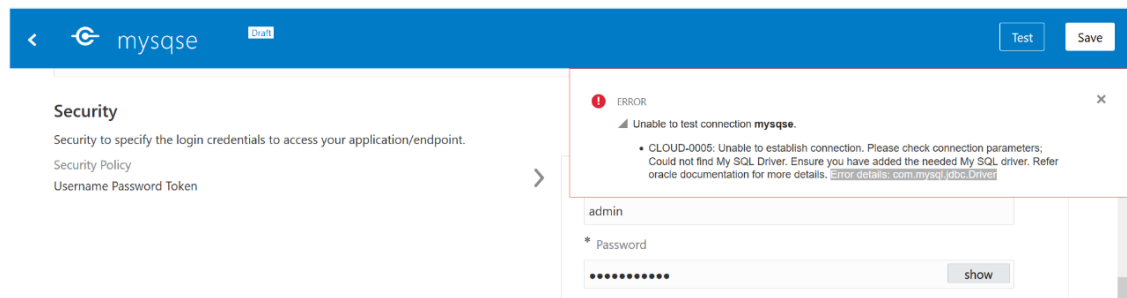 mysqse
Draft
Test
Save
Security
Security to specify the login credentials to access your application/endpoint.
Security Policy
Username Password Token
ERROR
Unable to test connection mysqse.
• CLOUD-0005: Unable to establish connection. Please check connection parameters;
Could not find My SQL Driver. Ensure you have added the needed My SQL driver. Refer
oracle documentation for more details. Error details: com.mysql.jdbc.Driver
admin
* Password
•••••••••••
show